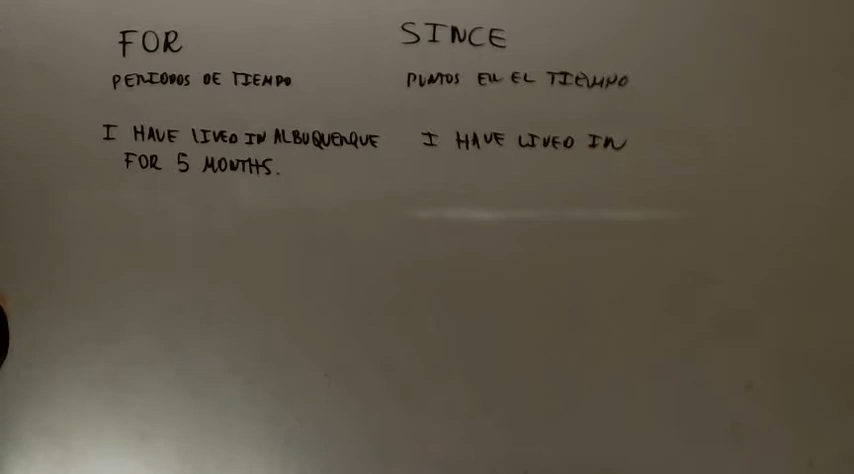 FOR
PERIODOS DE TIEMPO
I HAVE LIVED IN ALBUQUERQUE
FOR 5 MONTHS.
SINCE
PUNTOS EN EL TIEMPO
I HAVE LIVED IN